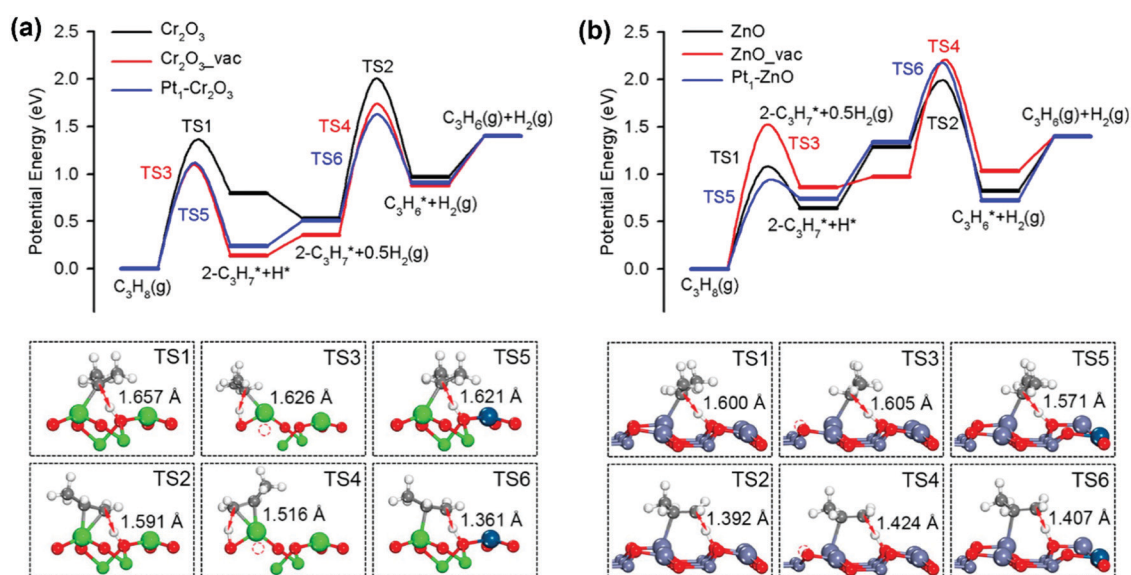 (a)
Cr₂O₃
Cr₂O₃_vac
Pt₁-Cr₂O₃
Potential Energy (eV)
2.5
2.0
1.5
1.0
0.5
0.0
TS1
TS2
TS3
TS4
TS5
TS6
C₃H₈(g)
2-C₃H₇*+H*
2-C₃H₇*+0.5H₂(g)
C₃H₆*+H₂(g)
C₃H₆(g)+H₂(g)
(b)
ZnO
ZnO_vac
Pt₁-ZnO
Potential Energy (eV)
2.5
2.0
1.5
1.0
0.5
0.0
TS4
TS6
2-C₃H₇*+0.5H₂(g)
C₃H₆(g)+H₂(g)
TS3
TS2
TS1
TS5
C₃H₈(g)
2-C₃H₇*+H*
C₃H₆*+H₂(g)
TS1
1.657 Å
TS3
1.626 Å
TS5
1.621 Å
TS2
1.591 Å
TS4
1.516 Å
TS6
1.361 Å
TS1
1.600 Å
TS3
1.605 Å
TS5
1.571 Å
TS2
1.392 Å
TS4
1.424 Å
TS6
1.407 Å